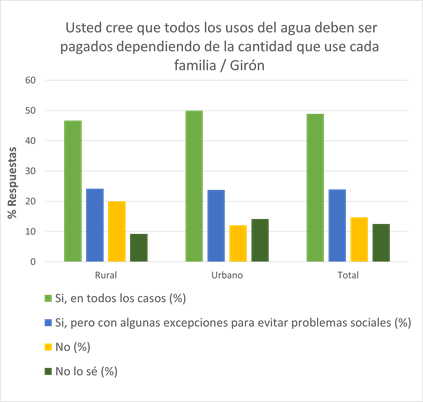 Usted cree que todos los usos del agua deben ser
pagados dependiendo de la cantidad que use cada
familia / Girón
60
50
40
30
20
10
0
% Respuestas
Rural Urbano Total
Si, en todos los casos (%)
Si, pero con algunas excepciones para evitar problemas sociales (%)
No (%)
No lo sé (%)